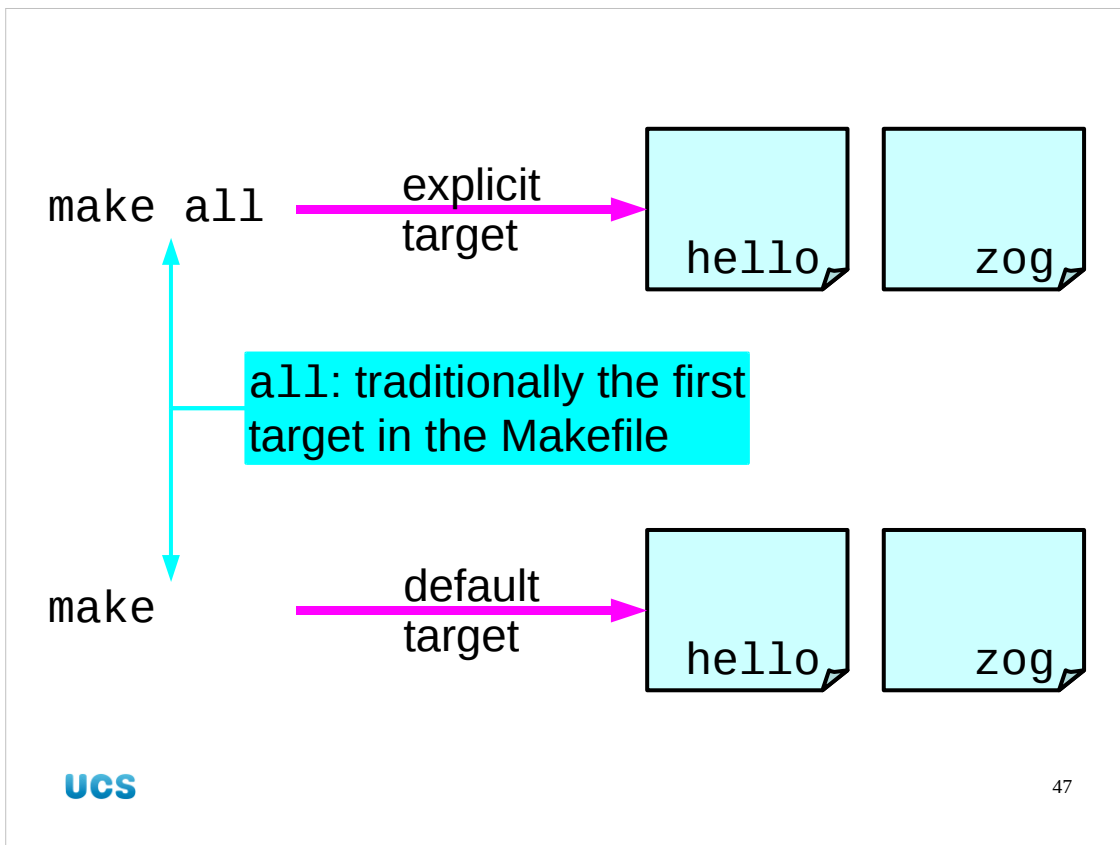 make all
explicit
target
hello
zog
all: traditionally the first
target in the Makefile
make
default
target
hello
zog
UCS
47